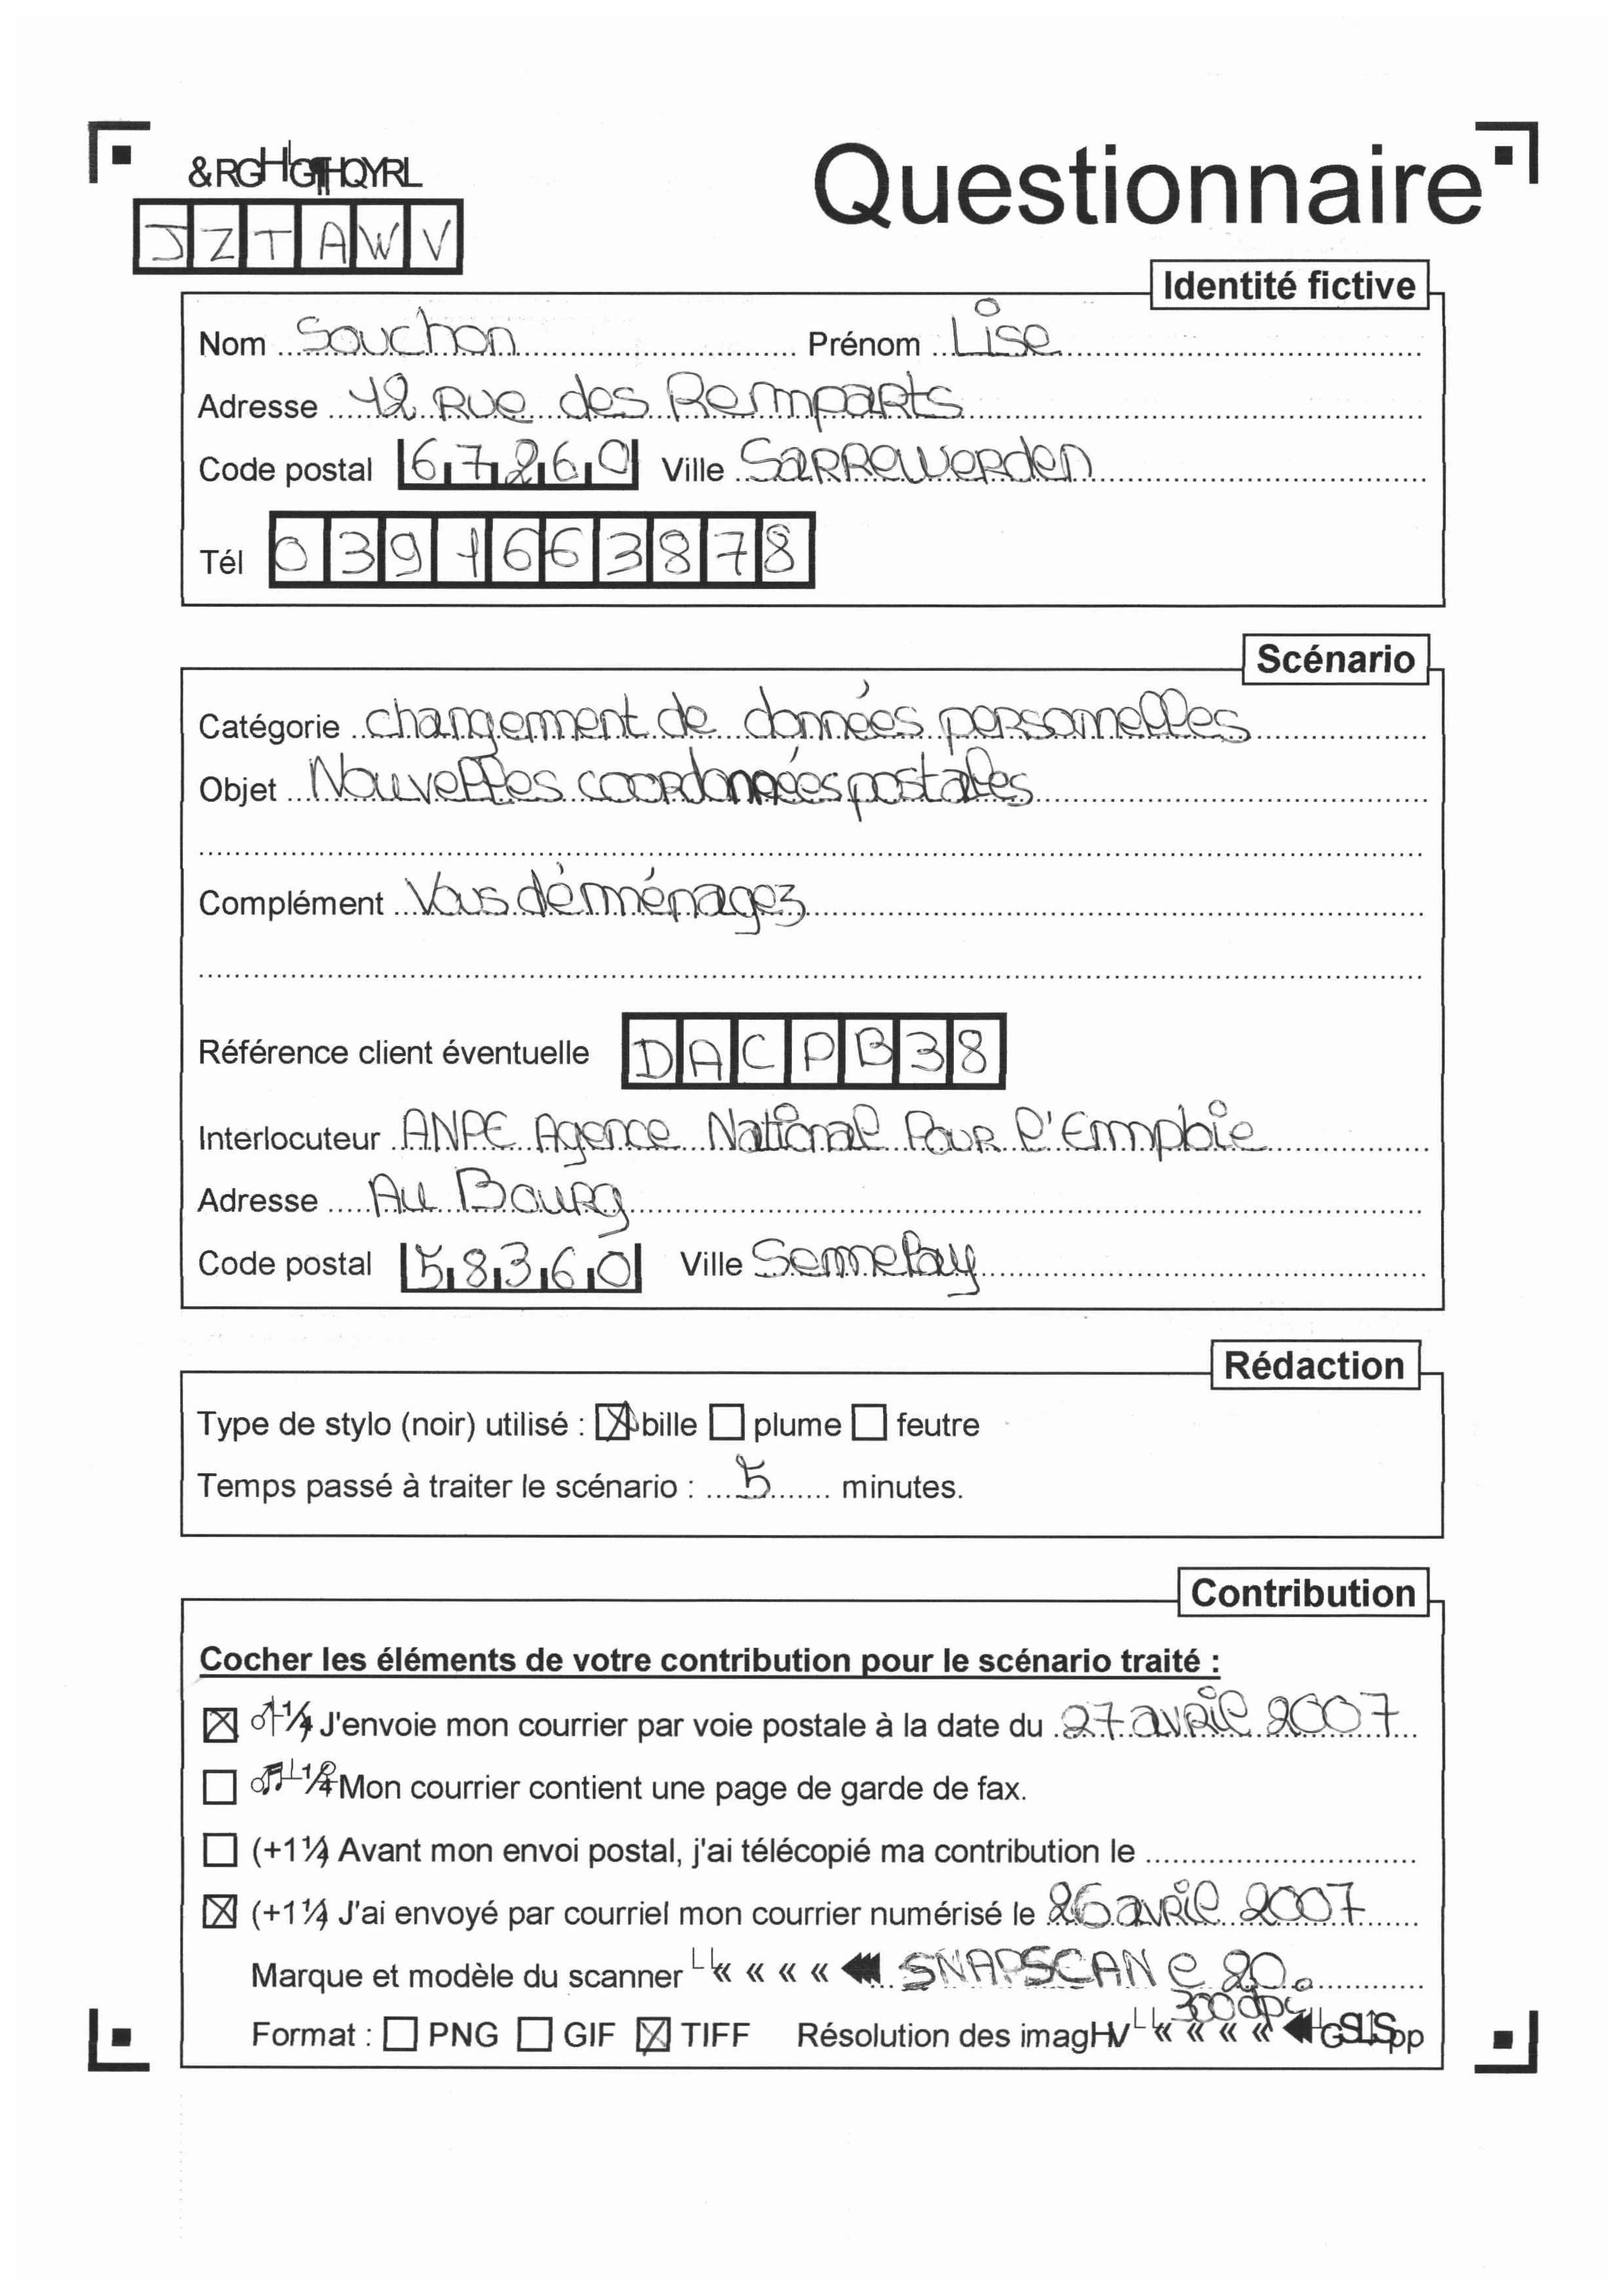 &RGHGHQYRL
Questionnaire
JZTAWV
Identité fictive
Nom Souchon Prénom Lise
Adresse 12 Rue des Remparts
Code postal 67260 Ville Sarrewerden
Tél 0391663878
Scénario
Catégorie changement de données personnelles
Objet Nouvelles coordonnées postales
Complément Vous déménagez
Référence client éventuelle DACPB38
Interlocuteur ANPE Agence National Pour l'Emploie
Adresse Au Bourg
Code postal 58360 Ville Semelay
Rédaction
Type de stylo (noir) utilisé : ☒ bille ☐ plume ☐ feutre
Temps passé à traiter le scénario : 5 minutes.
Contribution
Cocher les éléments de votre contribution pour le scénario traité :
☒ J'envoie mon courrier par voie postale à la date du 27 avril 2007
☐ Mon courrier contient une page de garde de fax.
☐ (+1¼ Avant mon envoi postal, j'ai télécopié ma contribution le
☒ (+1¼ J'ai envoyé par courriel mon courrier numérisé le 26 avril 2007
Marque et modèle du scanner « « « « SNAPSCAN e 20.
Format : ☐ PNG ☐ GIF ☒ TIFF Résolution des imagHV « « « « 300 dpi pp